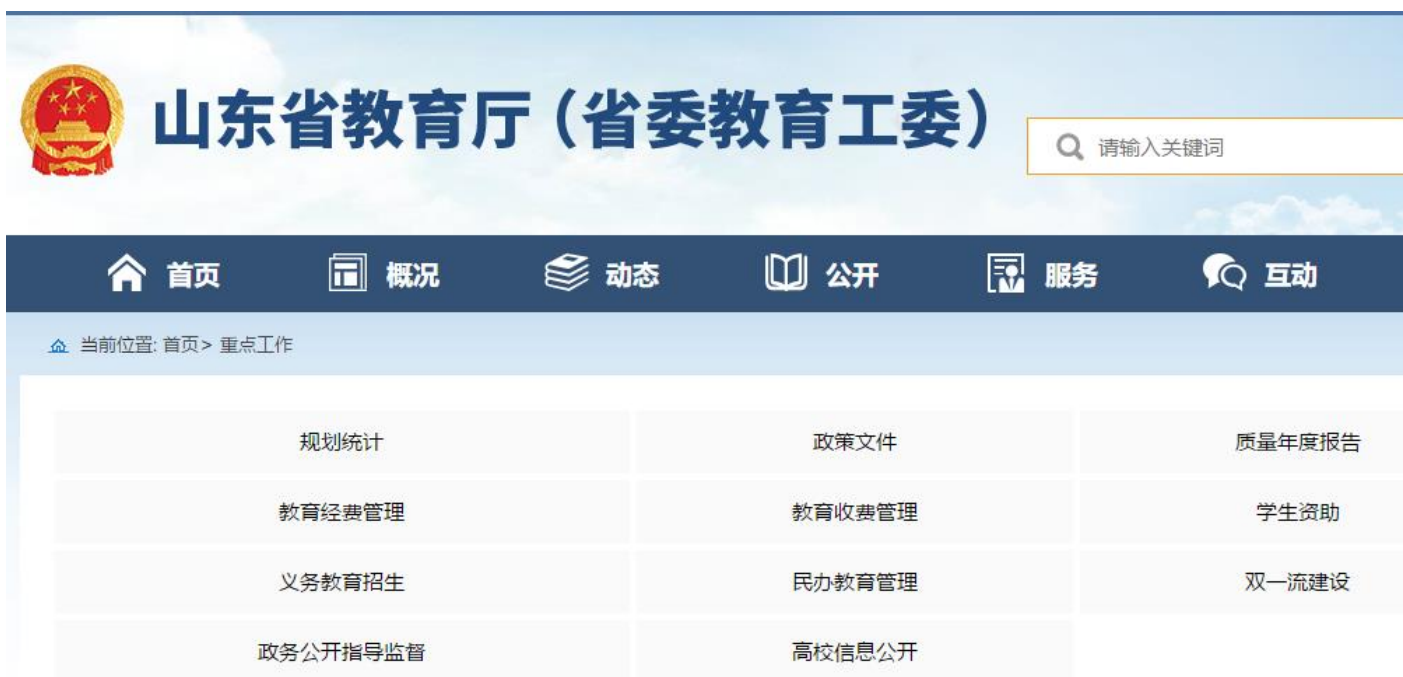 山东省教育厅（省委教育工委）
请输入关键词
首页 概况 动态 公开 服务 互动
当前位置: 首页> 重点工作
规划统计 政策文件 质量年度报告
教育经费管理 教育收费管理 学生资助
义务教育招生 民办教育管理 双一流建设
政务公开指导监督 高校信息公开